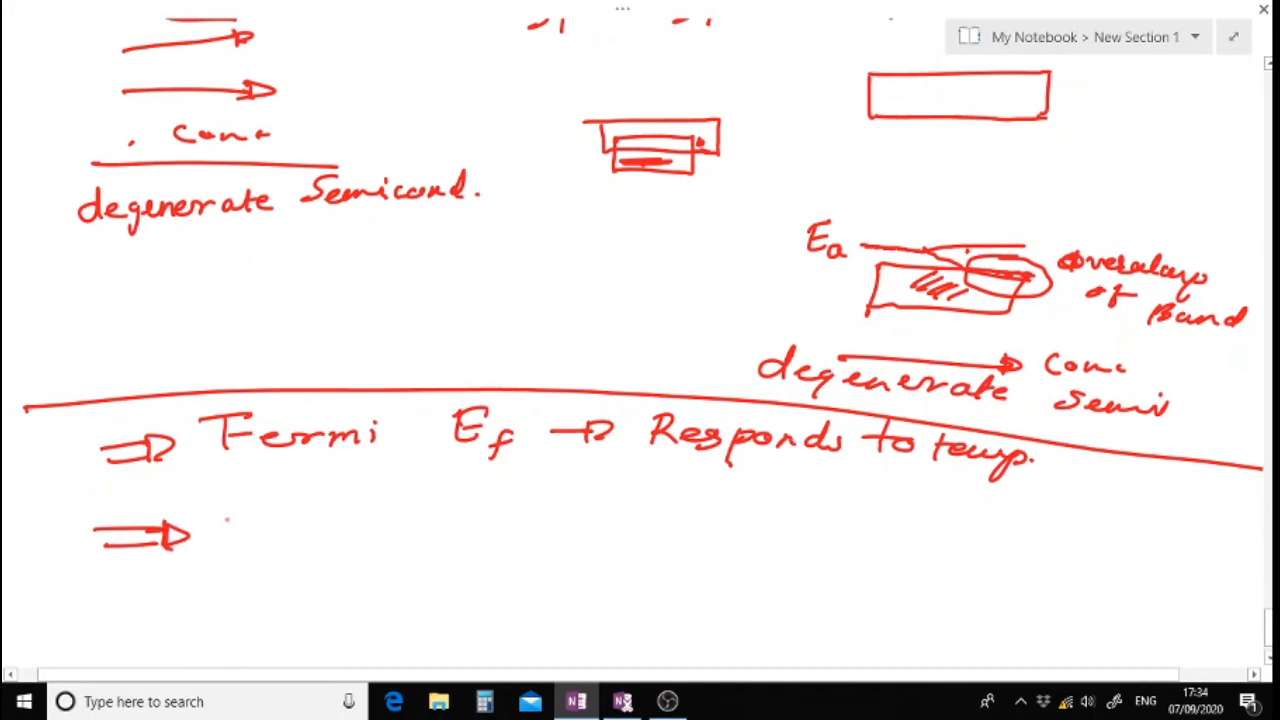 My Notebook > New Section 1
Conc
degenerate Semicond.
Ea
Overalap
of
Band
Conc
degenerate Semi
Fermi Ef → Responds to temp.
Type here to search
ENG
17:34
07/09/2020